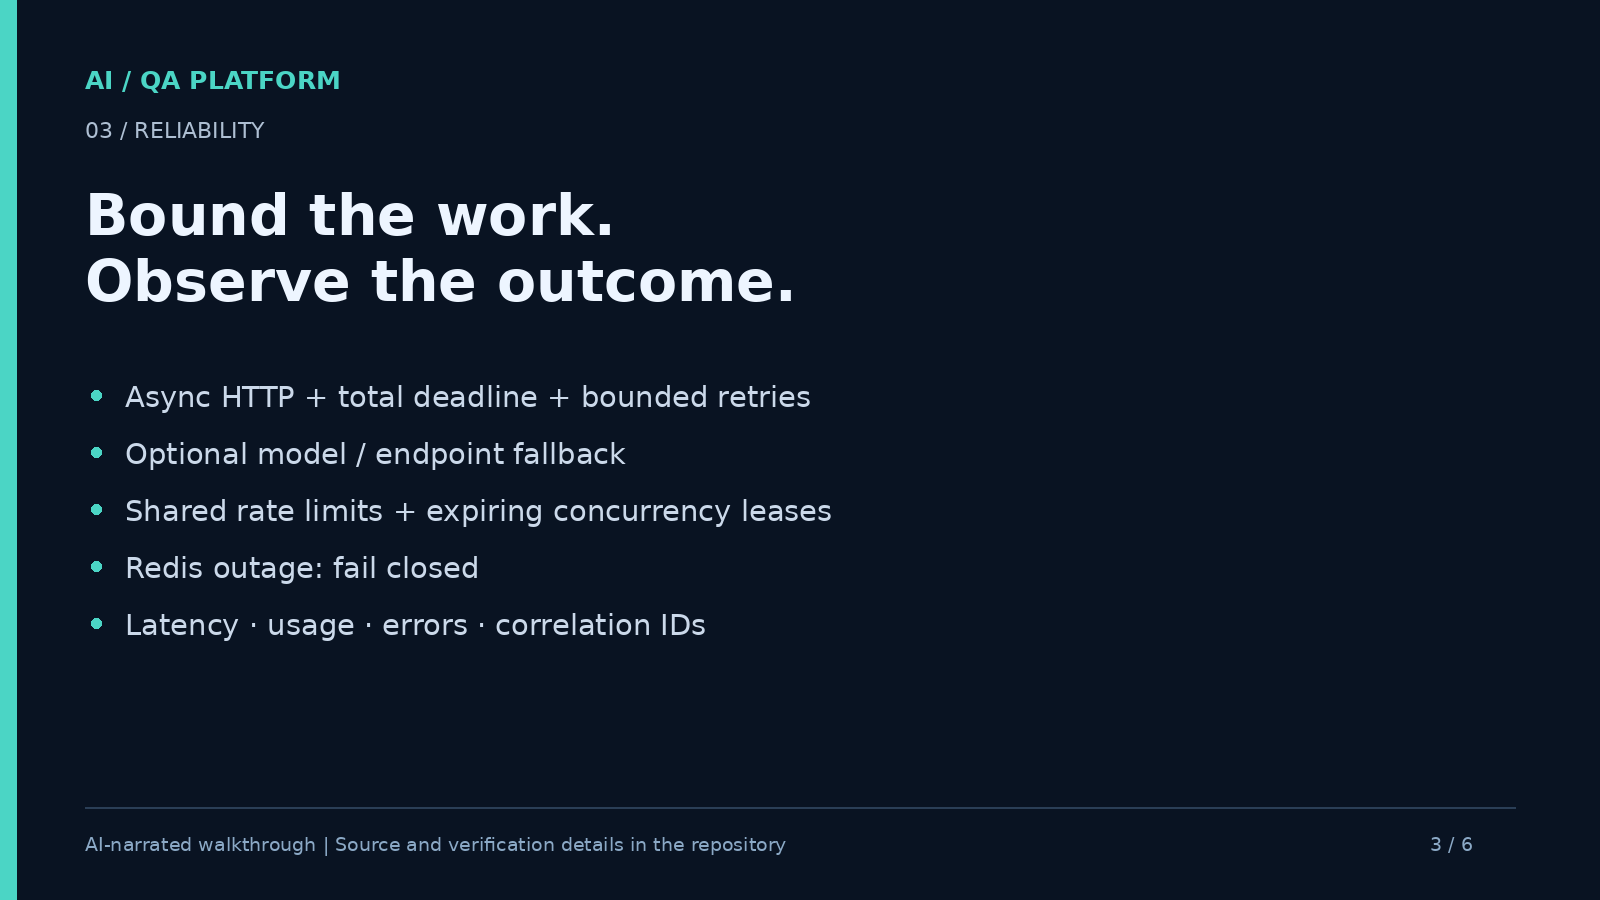 AI / QA PLATFORM
03 / RELIABILITY
Bound the work.
Observe the outcome.
• Async HTTP + total deadline + bounded retries
• Optional model / endpoint fallback
• Shared rate limits + expiring concurrency leases
• Redis outage: fail closed
• Latency · usage · errors · correlation IDs
AI-narrated walkthrough | Source and verification details in the repository
3 / 6